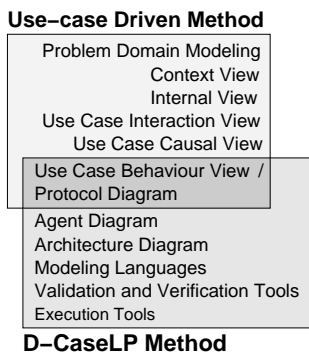 Use−case Driven Method
Problem Domain Modeling
Context View
Internal View
Use Case Interaction View
Use Case Causal View
Use Case Behaviour View /
Protocol Diagram
Agent Diagram
Architecture Diagram
Modeling Languages
Validation and Verification Tools
Execution Tools
D−CaseLP Method